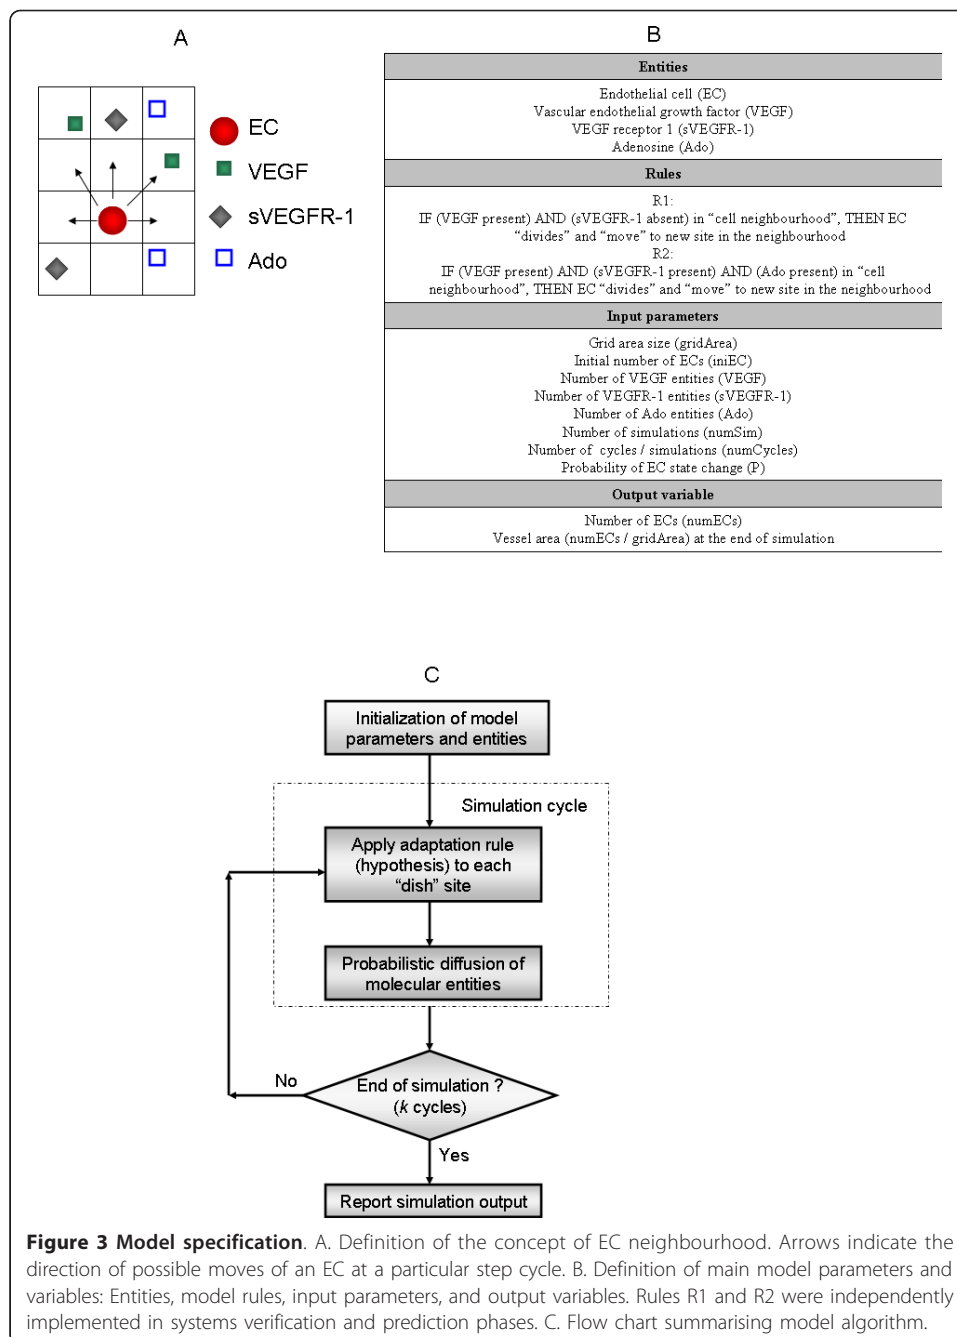 A
EC
VEGF
sVEGFR-1
Ado
B
Entities
Endothelial cell (EC)
Vascular endothelial growth factor (VEGF)
VEGF receptor 1 (sVEGFR-1)
Adenosine (Ado)
Rules
R1:
IF (VEGF present) AND (sVEGFR-1 absent) in “cell neighbourhood”, THEN EC
“divides” and “move” to new site in the neighbourhood
R2:
IF (VEGF present) AND (sVEGFR-1 present) AND (Ado present) in “cell
neighbourhood”, THEN EC “divides” and “move” to new site in the neighbourhood
Input parameters
Grid area size (gridArea)
Initial number of ECs (iniEC)
Number of VEGF entities (VEGF)
Number of VEGFR-1 entities (sVEGFR-1)
Number of Ado entities (Ado)
Number of simulations (numSim)
Number of cycles / simulations (numCycles)
Probability of EC state change (P)
Output variable
Number of ECs (numECs)
Vessel area (numECs / gridArea) at the end of simulation
C
Initialization of model
parameters and entities
Simulation cycle
Apply adaptation rule
(hypothesis) to each
“dish” site
Probabilistic diffusion of
molecular entities
No
End of simulation ?
(k cycles)
Yes
Report simulation output
Figure 3 Model specification. A. Definition of the concept of EC neighbourhood. Arrows indicate the
direction of possible moves of an EC at a particular step cycle. B. Definition of main model parameters and
variables: Entities, model rules, input parameters, and output variables. Rules R1 and R2 were independently
implemented in systems verification and prediction phases. C. Flow chart summarising model algorithm.